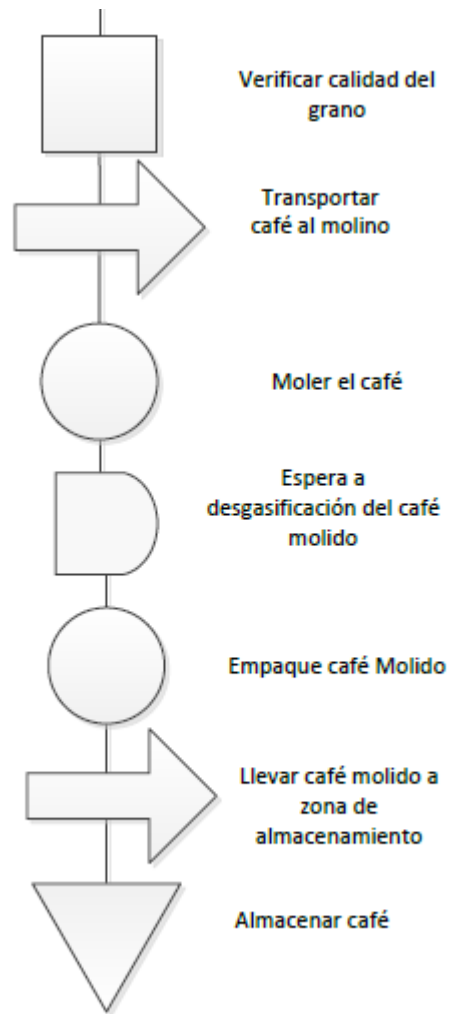 Verificar calidad del
grano
Transportar
café al molino
Moler el café
Espera a
desgasificación del café
molido
Empaque café Molido
Llevar café molido a
zona de
almacenamiento
Almacenar café